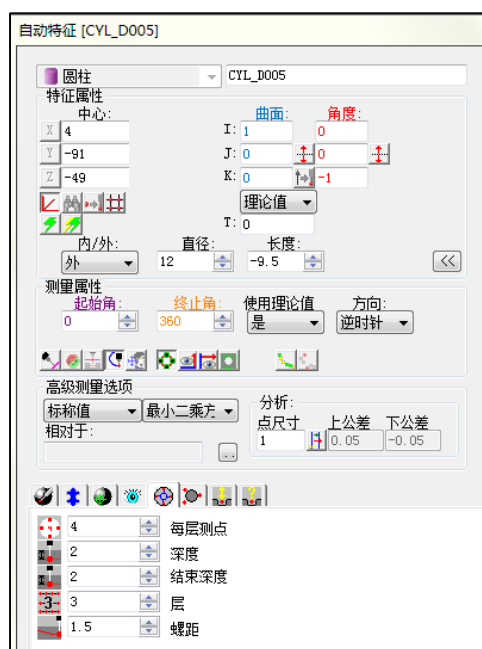 自动特征 [CYL_D005]
圆柱 CYL_D005
特征属性
中心: 曲面: 角度:
X 4 I: 1 0
Y -91 J: 0 0
Z -49 K: 0 -1
理论值
T: 0
内/外: 直径: 长度:
外 12 -9.5 <<
测量属性
起始角: 终止角: 使用理论值 方向:
0 360 是 逆时针
高级测量选项
标称值 最小二乘方 分析:
相对于: 点尺寸 上公差 下公差
1 0.05 -0.05
..
4 每层测点
2 深度
2 结束深度
3 层
1.5 螺距